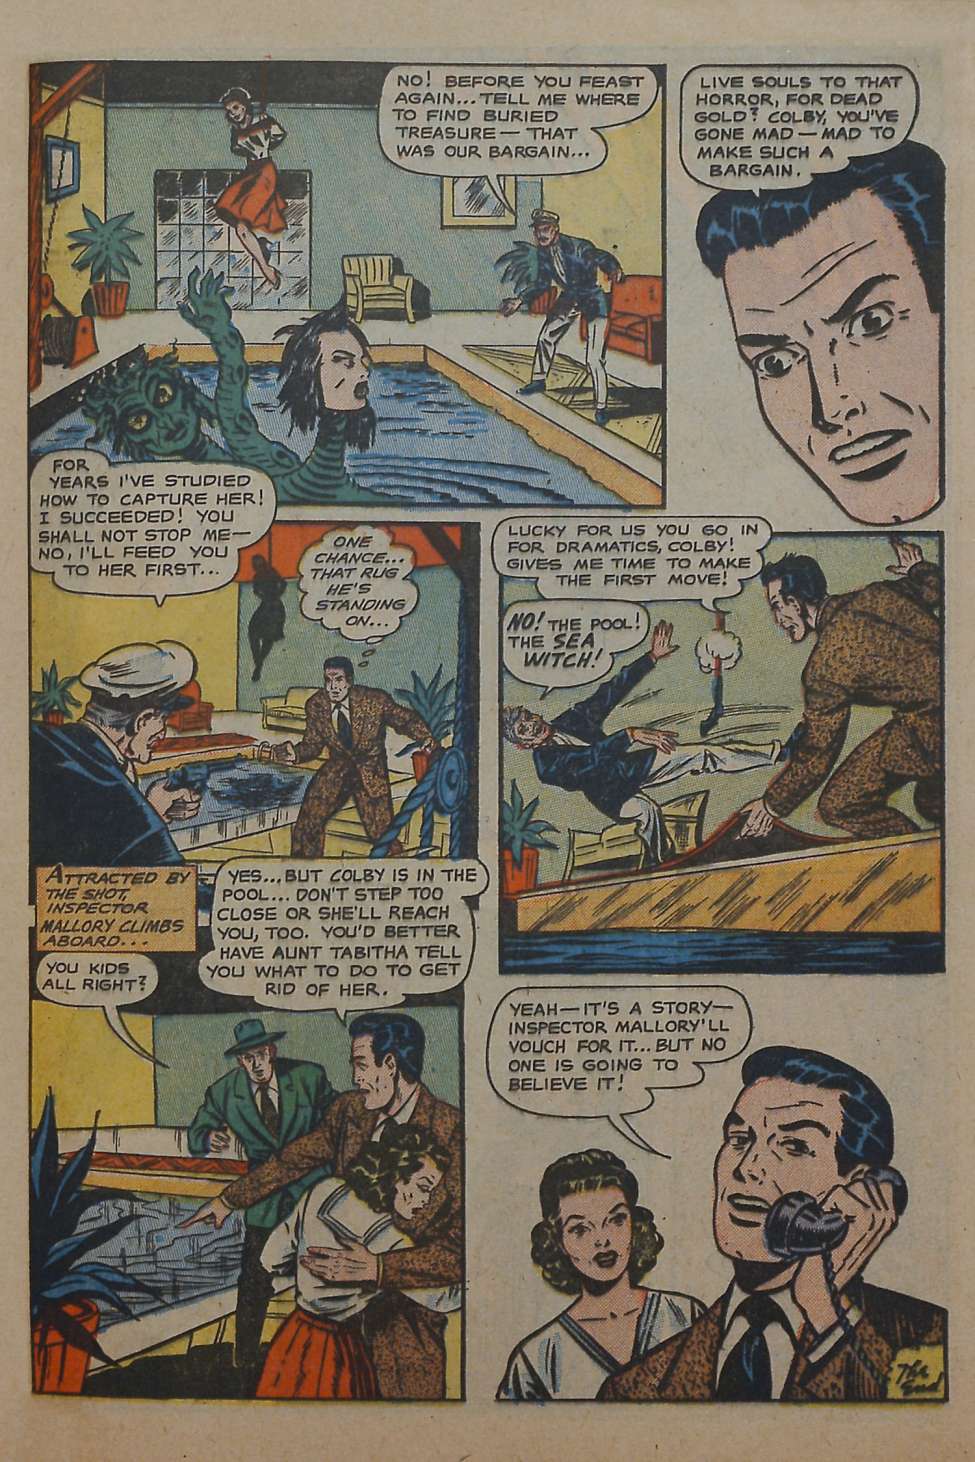 NO! BEFORE YOU FEAST
AGAIN... TELL ME WHERE
TO FIND BURIED
TREASURE — THAT
WAS OUR BARGAIN...
LIVE SOULS TO THAT
HORROR, FOR DEAD
GOLD? COLBY, YOU'VE
GONE MAD — MAD TO
MAKE SUCH A
BARGAIN.
FOR
YEARS I'VE STUDIED
HOW TO CAPTURE HER!
I SUCCEEDED! YOU
SHALL NOT STOP ME—
NO, I'LL FEED YOU
TO HER FIRST...
ONE
CHANCE...
THAT RUG
HE'S
STANDING
ON...
LUCKY FOR US YOU GO IN
FOR DRAMATICS, COLBY!
GIVES ME TIME TO MAKE
THE FIRST MOVE!
NO! THE POOL!
THE SEA
WITCH!
ATTRACTED BY
THE SHOT,
INSPECTOR
MALLORY CLIMBS
ABOARD...
YOU KIDS
ALL RIGHT?
YES... BUT COLBY IS IN THE
POOL... DON'T STEP TOO
CLOSE OR SHE'LL REACH
YOU, TOO. YOU'D BETTER
HAVE AUNT TABITHA TELL
YOU WHAT TO DO TO GET
RID OF HER.
YEAH — IT'S A STORY —
INSPECTOR MALLORY'LL
VOUCH FOR IT... BUT NO
ONE IS GOING TO
BELIEVE IT!
The
End